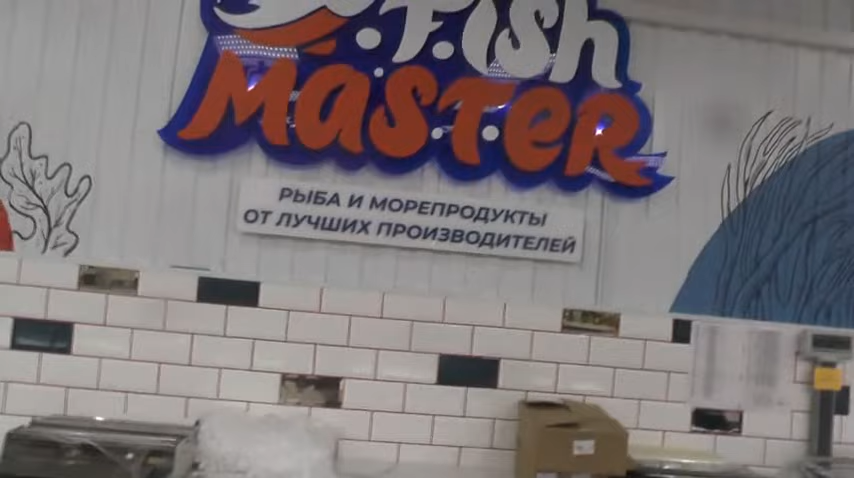 Fish
Master
РЫБА И МОРЕПРОДУКТЫ
ОТ ЛУЧШИХ ПРОИЗВОДИТЕЛЕЙ